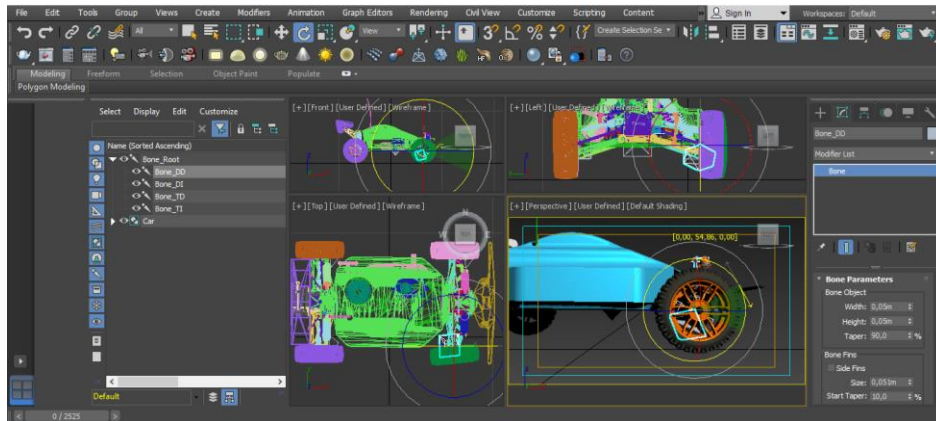 File Edit Tools Group Views Create Modifiers Animation Graph Editors Rendering Civil View Customize Scripting Content Sign In Workspaces: Default
All View Create Selection Se
Modeling Freeform Selection Object Paint Populate
Polygon Modeling
Select Display Edit Customize
Name (Sorted Ascending)
Bone_Root
Bone_DD
Bone_DI
Bone_TD
Bone_TI
Car
Default
0 / 2525
[+] [Front] [User Defined] [Wireframe]
[+] [Left] [User Defined] [Wireframe]
[+] [Top] [User Defined] [Wireframe]
N
W
E
[+] [Perspective] [User Defined] [Default Shading]
[0,00, 54,86, 0,00]
Bone_DD
Modifier List
Bone
Bone Parameters
Bone Object
Width: 0,05m
Height: 0,05m
Taper: 90,0 %
Bone Fins
Side Fins
Size: 0,051m
Start Taper: 10,0 %